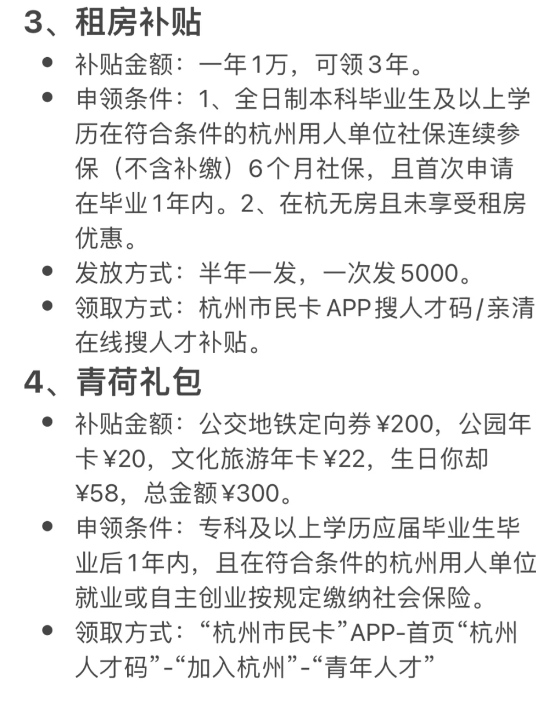 3、租房补贴
• 补贴金额：一年1万，可领3年。
• 申领条件：1、全日制本科毕业生及以上学
历在符合条件的杭州用人单位社保连续参
保（不含补缴）6个月社保，且首次申请
在毕业1年内。2、在杭无房且未享受租房
优惠。
• 发放方式：半年一发，一次发5000。
• 领取方式：杭州市民卡APP搜人才码/亲清
在线搜人才补贴。
4、青荷礼包
• 补贴金额：公交地铁定向券¥200，公园年
卡¥20，文化旅游年卡¥22，生日你却
¥58，总金额¥300。
• 申领条件：专科及以上学历应届毕业生毕
业后1年内，且在符合条件的杭州用人单位
就业或自主创业按规定缴纳社会保险。
• 领取方式：“杭州市民卡”APP-首页“杭州
人才码”-“加入杭州”-“青年人才”